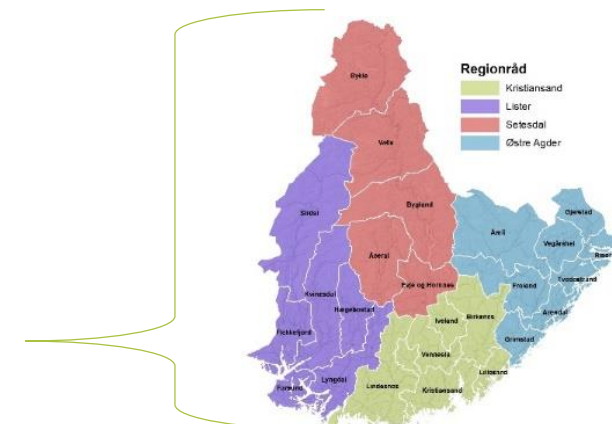 Bykle
Regionråd
Kristiansand
Lister
Setesdal
Østre Agder
Valle
Bygland
Sirdal
Gjerstad
Åmli
Vegårshei
Risør
Åseral
Tvedestrand
Evje og Hornnes
Froland
Kvinesdal
Hægebostad
Birkenes
Arendal
Iveland
Flekkefjord
Grimstad
Vennesla
Lillesand
Lyngdal
Farsund
Lindesnes
Kristiansand